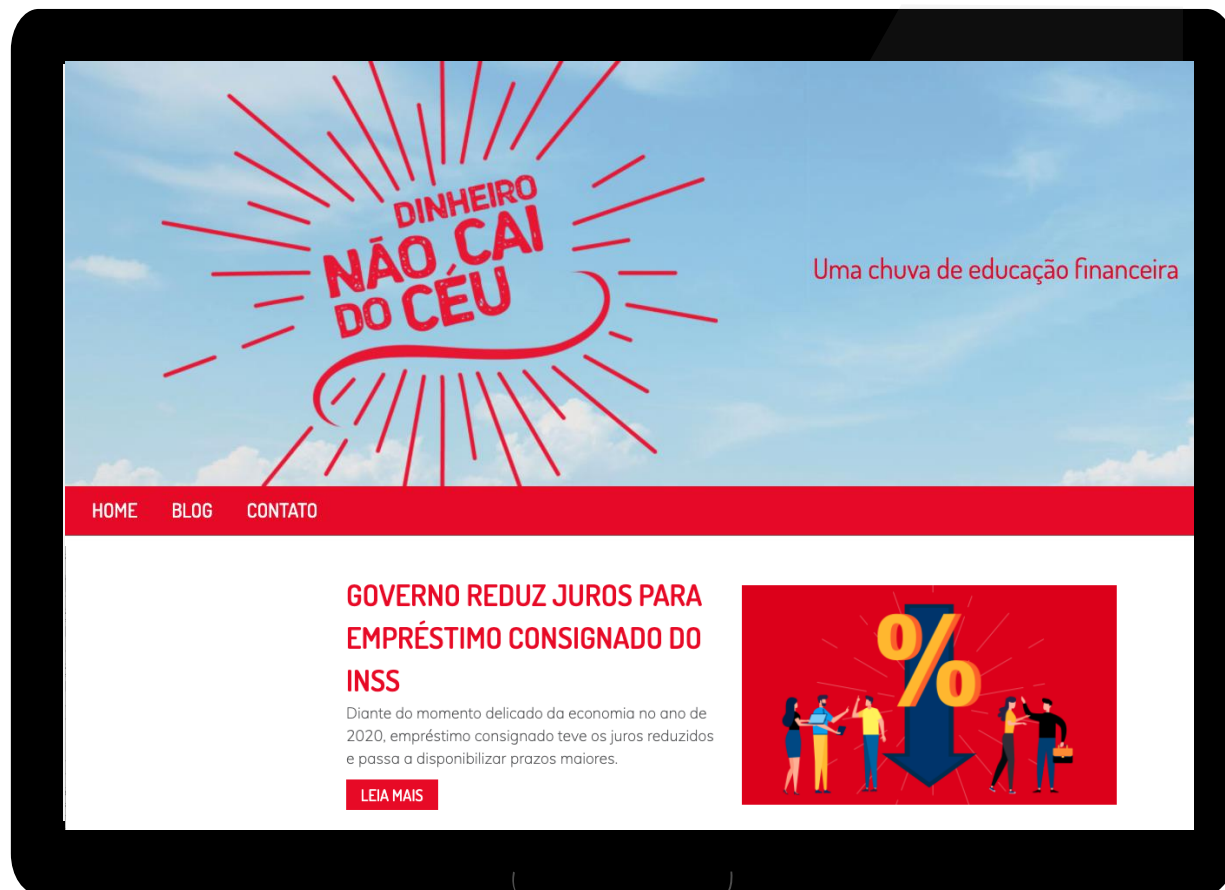 DINHEIRO
NÃO CAI
DO CÉU
Uma chuva de educação financeira
HOME BLOG CONTATO
GOVERNO REDUZ JUROS PARA
EMPRÉSTIMO CONSIGNADO DO
INSS
Diante do momento delicado da economia no ano de
2020, empréstimo consignado teve os juros reduzidos
e passa a disponibilizar prazos maiores.
LEIA MAIS
%